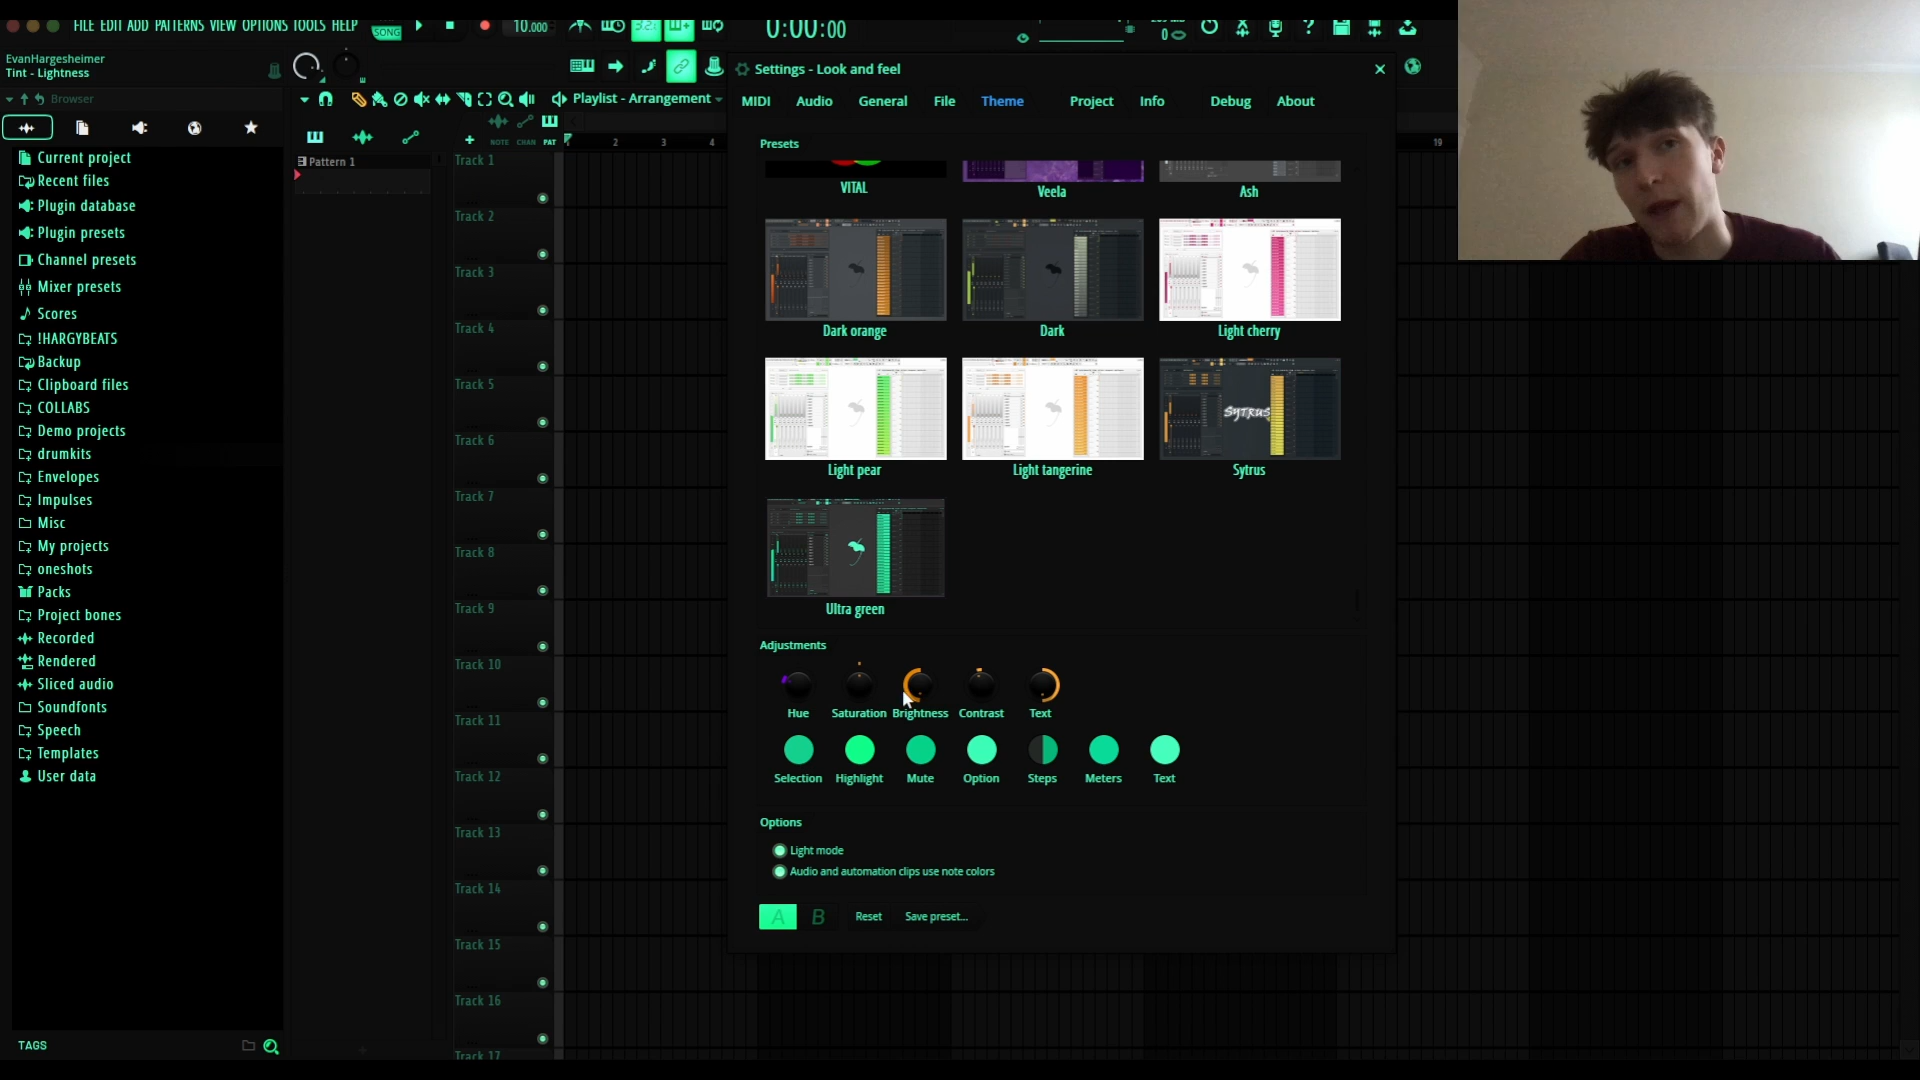 FILE EDIT ADD PATTERNS VIEW OPTIONS TOOLS HELP
SONG
10.000
0:00:00
0
EvanHargesheimer
Tint - Lightness
Browser
Playlist - Arrangement
NOTE CHAN PAT
2 3 4
19
Pattern 1
Current project
Recent files
Plugin database
Plugin presets
Channel presets
Mixer presets
Scores
!HARGYBEATS
Backup
Clipboard files
COLLABS
Demo projects
drumkits
Envelopes
Impulses
Misc
My projects
oneshots
Packs
Project bones
Recorded
Rendered
Sliced audio
Soundfonts
Speech
Templates
User data
TAGS
Track 1
Track 2
Track 3
Track 4
Track 5
Track 6
Track 7
Track 8
Track 9
Track 10
Track 11
Track 12
Track 13
Track 14
Track 15
Track 16
Track 17
Settings - Look and feel
MIDI Audio General File Theme Project Info Debug About
Presets
VITAL Veela Ash
Dark orange Dark Light cherry
SYTRUS
Light pear Light tangerine Sytrus
Ultra green
Adjustments
Hue Saturation Brightness Contrast Text
Selection Highlight Mute Option Steps Meters Text
Options
Light mode
Audio and automation clips use note colors
A B Reset Save preset...